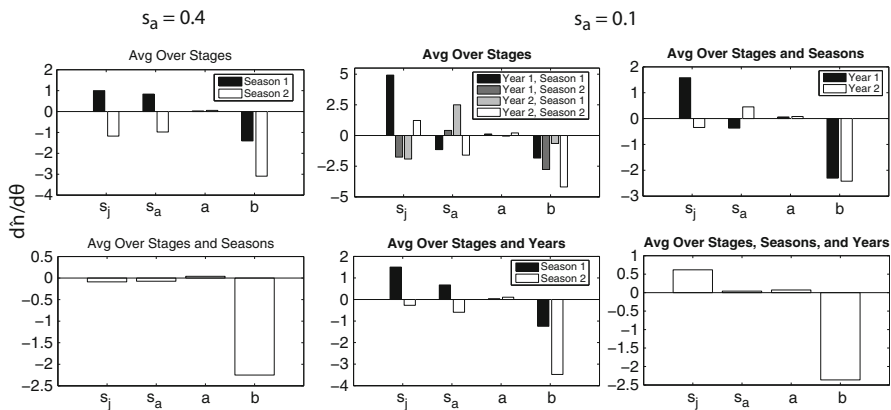 s_a = 0.4
s_a = 0.1
dn̂/dθ
Avg Over Stages
Season 1
Season 2
2
1
0
−1
−2
−3
−4
s_j
s_a
a
b
Avg Over Stages
Year 1, Season 1
Year 1, Season 2
Year 2, Season 1
Year 2, Season 2
5
2.5
0
−2.5
−5
s_j
s_a
a
b
Avg Over Stages and Seasons
Year 1
Year 2
2
1
0
−1
−2
−3
s_j
s_a
a
b
Avg Over Stages and Seasons
0.5
0
−0.5
−1
−1.5
−2
−2.5
s_j
s_a
a
b
Avg Over Stages and Years
Season 1
Season 2
2
1
0
−1
−2
−3
4
s_j
s_a
a
b
Avg Over Stages, Seasons, and Years
0.5
0
−0.5
−1
−1.5
−2
−2.5
s_j
s_a
a
b